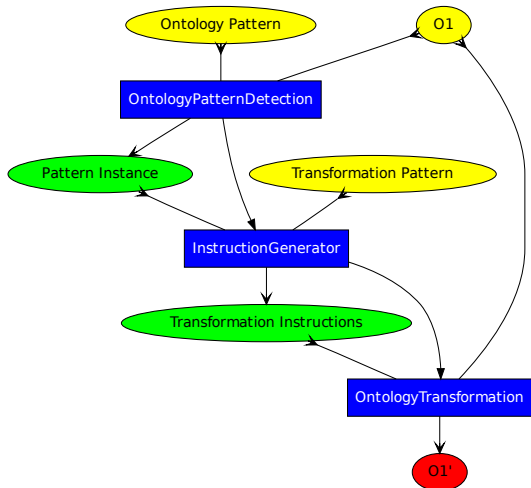 Ontology Pattern
O1
OntologyPatternDetection
Pattern Instance
Transformation Pattern
InstructionGenerator
Transformation Instructions
OntologyTransformation
O1'